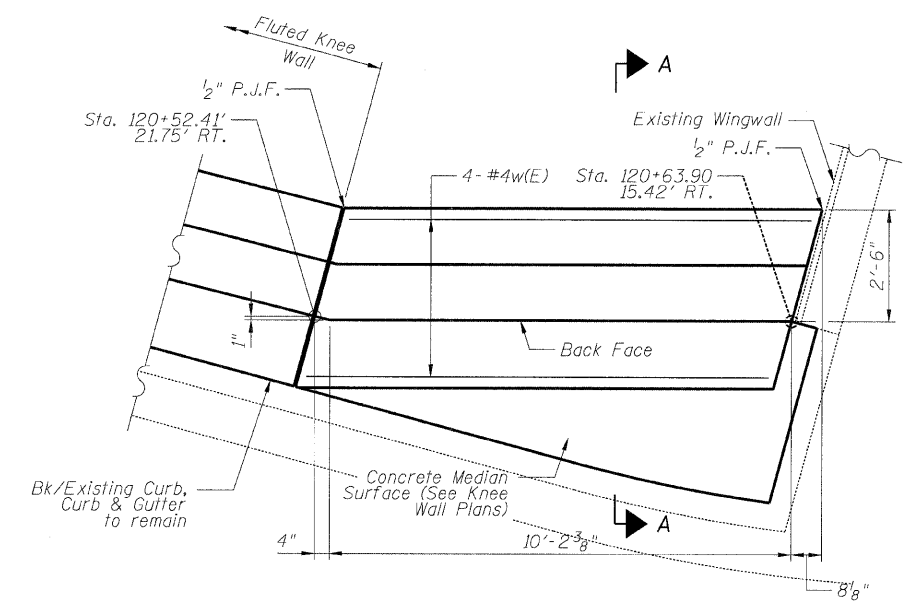 Fluted Knee
Wall
A
½" P.J.F.
Sta. 120+52.41'
21.75' RT.
Existing Wingwall
½" P.J.F.
4- #4w(E)
Sta. 120+63.90
15.42' RT.
2'-6"
1"
Back Face
Bk/Existing Curb,
Curb & Gutter
to remain
Concrete Median
Surface (See Knee
Wall Plans)
A
4"
10'-2⅜"
8⅛"